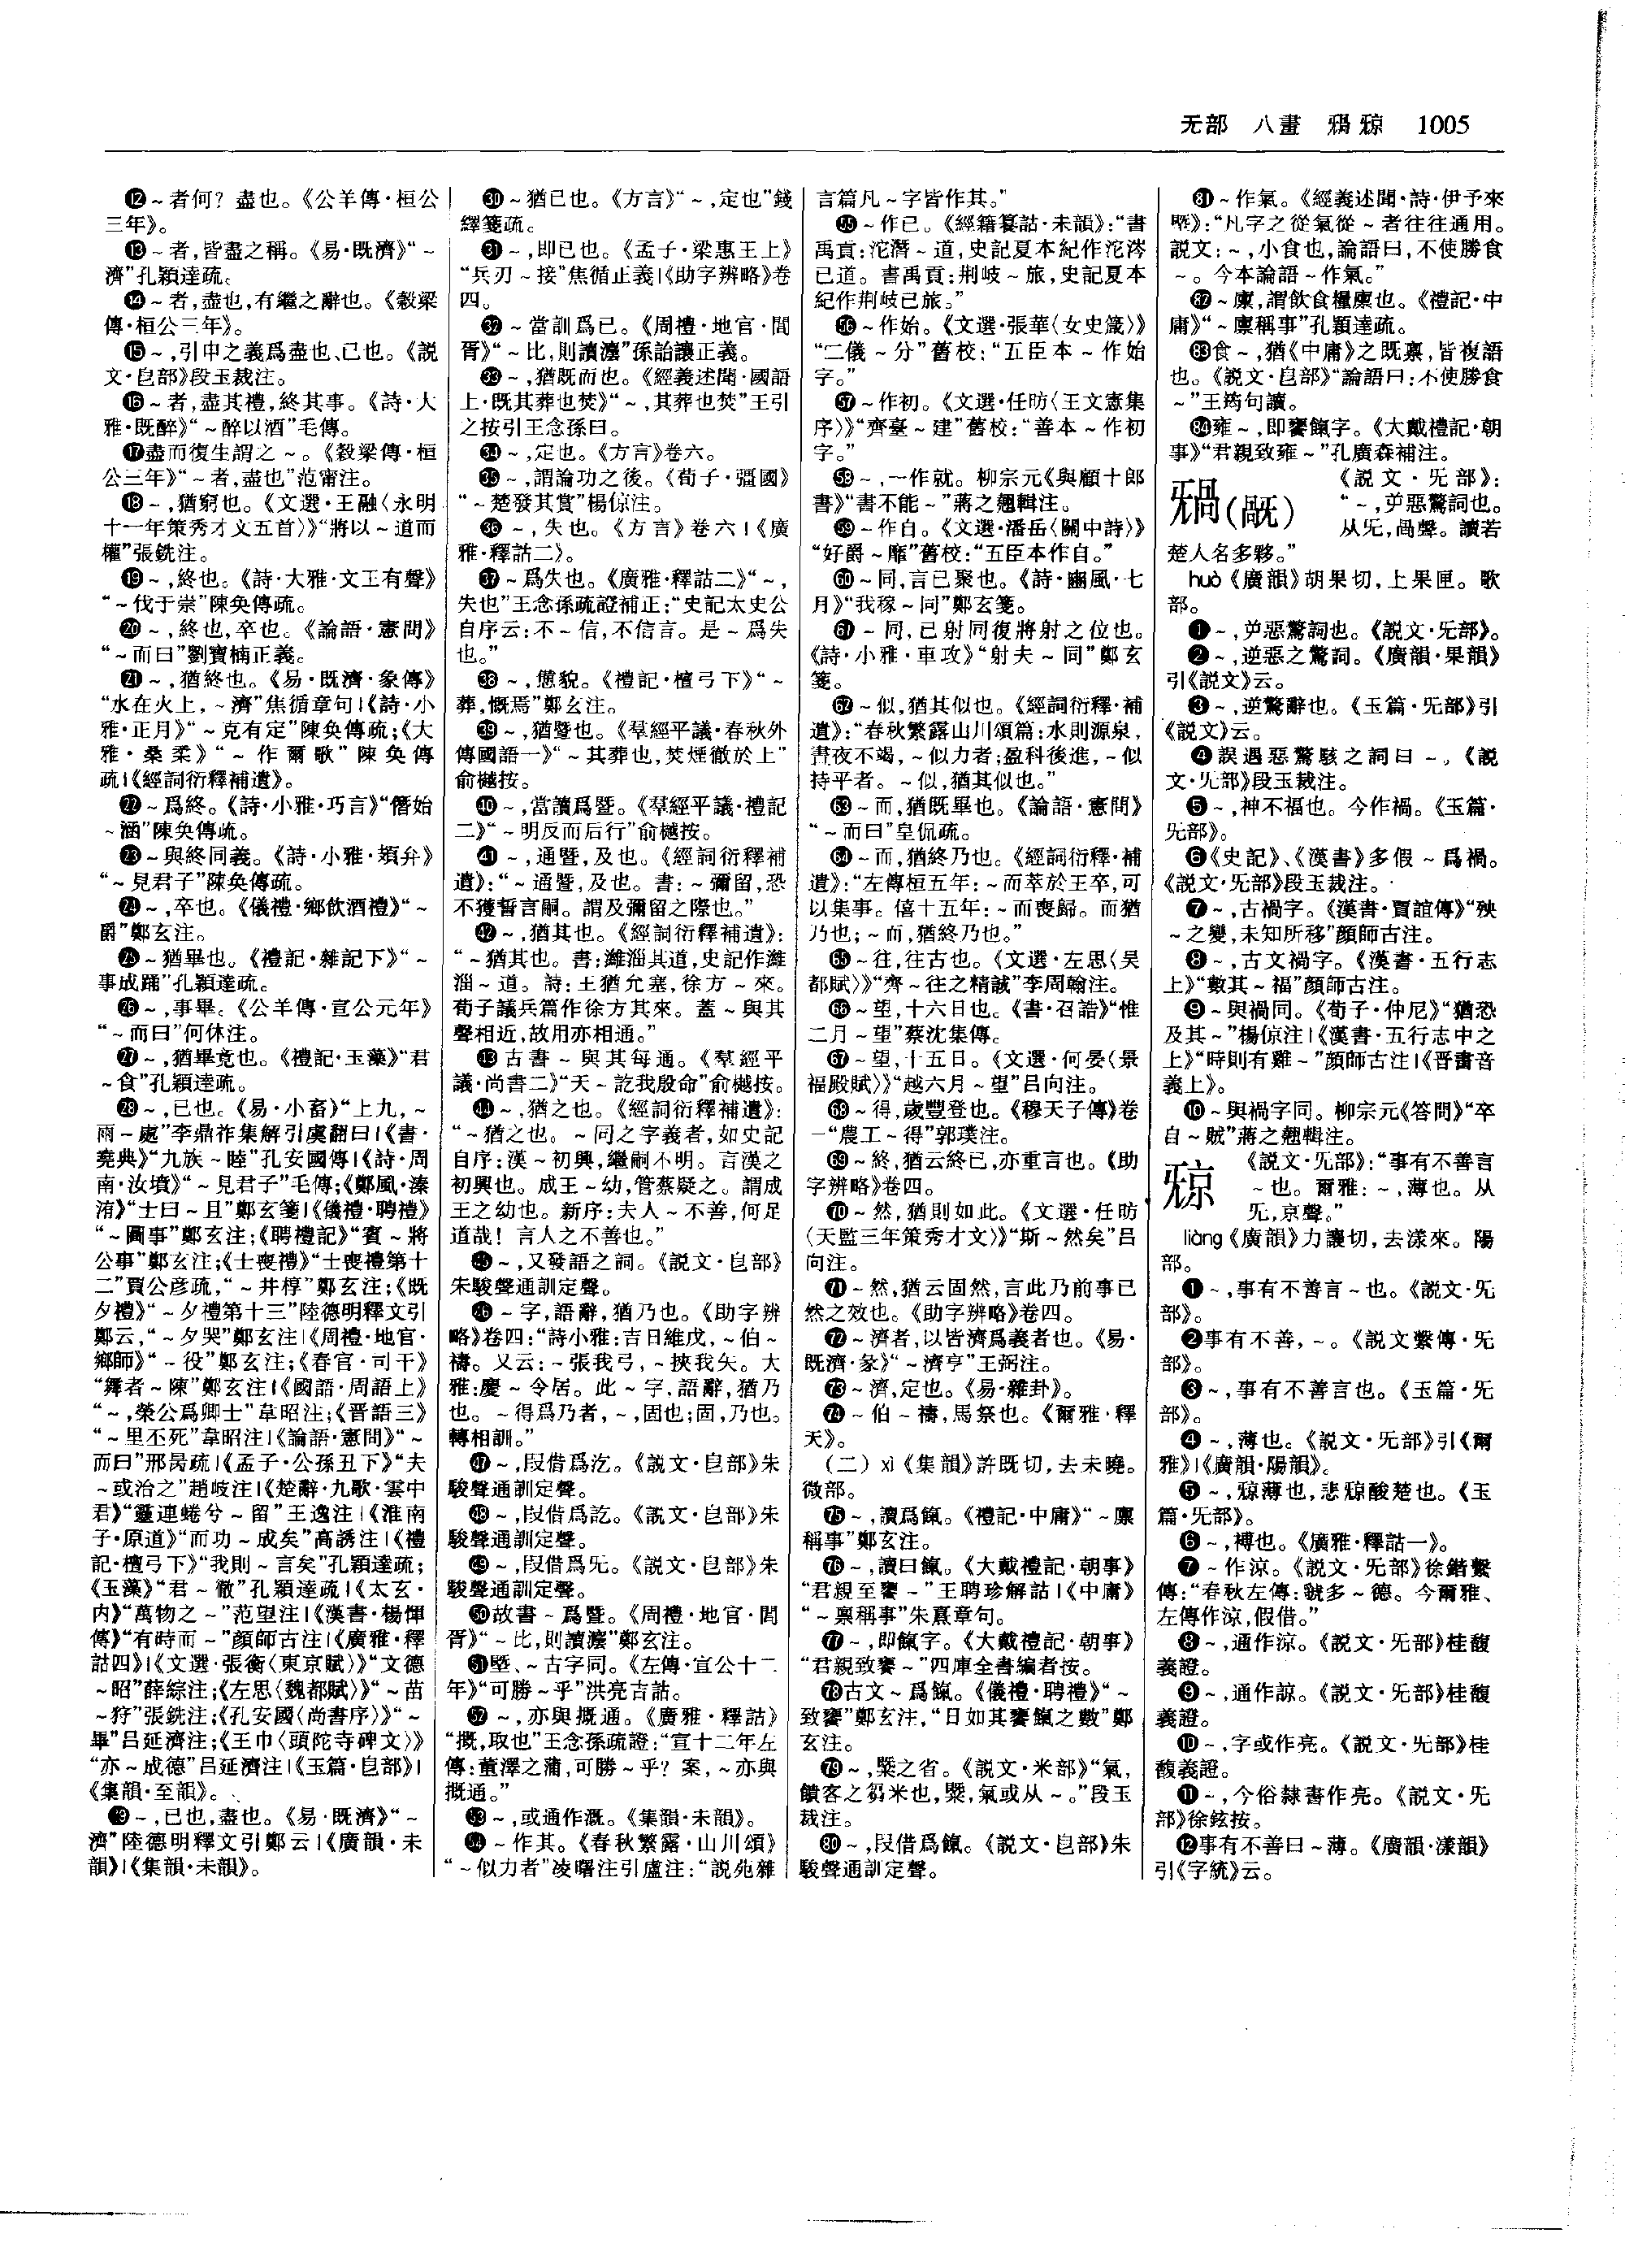 无部　八畫　䄀 㹁　1005
⑫～者何？盡也。《公羊傳·桓公
三年》。
⑬～者，皆盡之稱。《易·既濟》“～
濟”孔穎達疏。
⑭～者，盡也，有繼之辭也。《穀梁
傳·桓公三年》。
⑮～，引申之義爲盡也、已也。《説
文·皀部》段玉裁注。
⑯～者，盡其禮，終其事。《詩·大
雅·既醉》“～醉以酒”毛傳。
⑰盡而復生謂之～。《穀梁傳·桓
公三年》“～者，盡也”范甯注。
⑱～，猶窮也。《文選·王融〈永明
十一年策秀才文五首〉》“將以～道而
權”張銑注。
⑲～，終也。《詩·大雅·文王有聲》
“～伐于崇”陳奂傳疏。
⑳～，終也，卒也。《論語·憲問》
“～而曰”劉寶楠正義。
㉑～，猶終也。《易·既濟·象傳》
“水在火上，～濟”焦循章句|《詩·小
雅·正月》“～克有定”陳奂傳疏；《大
雅·桑柔》“～作爾歌”陳奂傳
疏|《經詞衍釋補遺》。
㉒～爲終。《詩·小雅·巧言》“僭始
～涵”陳奂傳疏。
㉓～與終同義。《詩·小雅·頍弁》
“～見君子”陳奂傳疏。
㉔～，卒也。《儀禮·鄉飲酒禮》“～
爵”鄭玄注。
㉕～猶畢也。《禮記·雜記下》“～
事成踊”孔穎達疏。
㉖～，事畢。《公羊傳·宣公元年》
“～而曰”何休注。
㉗～，猶畢竟也。《禮記·玉藻》“君
～食”孔穎達疏。
㉘～，已也。《易·小畜》“上九，～
雨～處”李鼎祚集解引虞翻曰|《書·
堯典》“九族～睦”孔安國傳|《詩·周
南·汝墳》“～見君子”毛傳；《鄭風·溱
洧》“士曰～且”鄭玄箋|《儀禮·聘禮》
“～圖事”鄭玄注；《聘禮記》“賓～將
公事”鄭玄注；《士喪禮》“士喪禮第十
二”賈公彦疏，“～井椁”鄭玄注；《既
夕禮》“～夕禮第十三”陸德明釋文引
鄭云，“～夕哭”鄭玄注|《周禮·地官·
鄉師》“～役”鄭玄注；《春官·司干》
“舞者～陳”鄭玄注|《國語·周語上》
“～，榮公爲卿士”韋昭注；《晋語三》
“～里丕死”韋昭注|《論語·憲問》“～
而曰”邢昺疏|《孟子·公孫丑下》“夫
～或治之”趙岐注|《楚辭·九歌·雲中
君》“靈連蜷兮～留”王逸注|《淮南
子·原道》“而功～成矣”高誘注|《禮
記·檀弓下》“我則～言矣”孔穎達疏；
《玉藻》“君～徹”孔穎達疏|《太玄·
内》“萬物之～”范望注|《漢書·楊惲
傳》“有時而～”顔師古注|《廣雅·釋
詁四》|《文選·張衡〈東京賦〉》“文德
～昭”薛綜注；《左思〈魏都賦〉》“～苗
～狩”張銑注；《孔安國〈尚書序〉》“～
畢”吕延濟注；《王巾〈頭陀寺碑文〉》
“亦～成德”吕延濟注|《玉篇·皀部》|
《集韻·至韻》。
㉙～，已也，盡也。《易·既濟》“～
濟”陸德明釋文引鄭云|《廣韻·未
韻》|《集韻·未韻》。
㉚～猶已也。《方言》“～，定也”錢
繹箋疏。
㉛～，即已也。《孟子·梁惠王上》
“兵刃～接”焦循正義|《助字辨略》卷
四。
㉜～當訓爲已。《周禮·地官·閭
胥》“～比，則讀灋”孫詒讓正義。
㉝～，猶既而也。《經義述聞·國語
上·既其葬也焚》“～，其葬也焚”王引
之按引王念孫曰。
㉞～，定也。《方言》卷六。
㉟～，謂論功之後。《荀子·彊國》
“～楚發其賞”楊倞注。
㊱～，失也。《方言》卷六|《廣
雅·釋詁二》。
㊲～爲失也。《廣雅·釋詁二》“～，
失也”王念孫疏證補正：“史記太史公
自序云：不～信，不信言。是～爲失
也。”
㊳～，憊貌。《禮記·檀弓下》“～
葬，慨焉”鄭玄注。
㊴～，猶暨也。《羣經平議·春秋外
傳國語一》“～其葬也，焚煙徹於上”
俞樾按。
㊵～，當讀爲暨。《羣經平議·禮記
二》“～明反而后行”俞樾按。
㊶～，通暨，及也。《經詞衍釋補
遺》：“～通暨，及也。書：～彌留，恐
不獲誓言嗣。謂及彌留之際也。”
㊷～，猶其也。《經詞衍釋補遺》：
“～猶其也。書：濰淄其道，史記作濰
淄～道。詩：王猶允塞，徐方～來。
荀子議兵篇作徐方其來。蓋～與其
聲相近，故用亦相通。”
㊸古書～與其每通。《羣經平
議·尚書二》“天～訖我殷命”俞樾按。
㊹～，猶之也。《經詞衍釋補遺》：
“～猶之也。～同之字義者，如史記
自序：漢～初興，繼嗣不明。言漢之
初興也。成王～幼，管蔡疑之。謂成
王之幼也。新序：夫人～不善，何足
道哉！言人之不善也。”
㊺～，又發語之詞。《説文·皀部》
朱駿聲通訓定聲。
㊻～字，語辭，猶乃也。《助字辨
略》卷四：“詩小雅：吉日維戊，～伯～
禱。又云：～張我弓，～挾我矢。大
雅：慶～令居。此～字，語辭，猶乃
也。～得爲乃者，～，固也；固，乃也。
轉相訓。”
㊼～，叚借爲汔。《説文·皀部》朱
駿聲通訓定聲。
㊽～，叚借爲訖。《説文·皀部》朱
駿聲通訓定聲。
㊾～，叚借爲旡。《説文·皀部》朱
駿聲通訓定聲。
㊿故書～爲暨。《周禮·地官·閭
胥》“～比，則讀灋”鄭玄注。
51塈、～古字同。《左傳·宣公十二
年》“可勝～乎”洪亮吉詁。
52～，亦與摡通。《廣雅·釋詁》
“摡，取也”王念孫疏證：“宣十二年左
傳：董澤之蒲，可勝～乎？案，～亦與
摡通。”
53～，或通作溉。《集韻·未韻》。
54～作其。《春秋繁露·山川頌》
“～似力者”凌曙注引盧注：“説苑雜
言篇凡～字皆作其。”
55～作已。《經籍籑詁·未韻》：“書
禹貢：沱潛～道，史記夏本紀作沱涔
已道。書禹貢：荆岐～旅，史記夏本
紀作荆岐已旅。”
56～作始。《文選·張華〈女史箴〉》
“二儀～分”舊校：“五臣本～作始
字。”
57～作初。《文選·任昉〈王文憲集
序〉》“齊臺～建”舊校：“善本～作初
字。”
58～，一作就。柳宗元《與顧十郎
書》“書不能～”蔣之翹輯注。
59～作自。《文選·潘岳〈關中詩〉》
“好爵～靡”舊校：“五臣本作自。”
60～同，言已聚也。《詩·豳風·七
月》“我稼～同”鄭玄箋。
61～同，已射同復將射之位也。
《詩·小雅·車攻》“射夫～同”鄭玄
箋。
62～似，猶其似也。《經詞衍釋·補
遺》：“春秋繁露山川頌篇：水則源泉，
晝夜不竭，～似力者；盈科後進，～似
持平者。～似，猶其似也。”
63～而，猶既畢也。《論語·憲問》
“～而曰”皇侃疏。
64～而，猶終乃也。《經詞衍釋·補
遺》：“左傳桓五年：～而萃於王卒，可
以集事。僖十五年：～而喪歸。而猶
乃也；～而，猶終乃也。”
65～往，往古也。《文選·左思〈吴
都賦〉》“齊～往之精誠”李周翰注。
66～望，十六日也。《書·召誥》“惟
二月～望”蔡沈集傳。
67～望，十五日。《文選·何晏〈景
福殿賦〉》“越六月～望”吕向注。
68～得，歲豐登也。《穆天子傳》卷
一“農工～得”郭璞注。
69～終，猶云終已，亦重言也。《助
字辨略》卷四。
70～然，猶則如此。《文選·任昉
〈天監三年策秀才文〉》“斯～然矣”吕
向注。
71～然，猶云固然，言此乃前事已
然之效也。《助字辨略》卷四。
72～濟者，以皆濟爲義者也。《易·
既濟·彖》“～濟亨”王弼注。
73～濟，定也。《易·雜卦》。
74～伯～禱，馬祭也。《爾雅·釋
天》。
（二）xì《集韻》許既切，去未曉。
微部。
75～，讀爲餼。《禮記·中庸》“～廪
稱事”鄭玄注。
76～，讀曰餼。《大戴禮記·朝事》
“君親至饔～”王聘珍解詁|《中庸》
“～禀稱事”朱熹章句。
77～，即餼字。《大戴禮記·朝事》
“君親致饔～”四庫全書編者按。
78古文～爲餼。《儀禮·聘禮》“～
致饔”鄭玄注，“日如其饔餼之數”鄭
玄注。
79～，槩之省。《説文·米部》“氣，
饋客之芻米也，槩，氣或从～。”段玉
裁注。
80～，叚借爲餼。《説文·皀部》朱
駿聲通訓定聲。
81～作氣。《經義述聞·詩·伊予來
塈》：“凡字之從氣從～者往往通用。
説文：～，小食也，論語曰，不使勝食
～。今本論語～作氣。”
82～廪，謂飲食糧廪也。《禮記·中
庸》“～廪稱事”孔穎達疏。
83食～，猶《中庸》之既禀，皆複語
也。《説文·皀部》“論語曰：不使勝食
～”王筠句讀。
84雍～，即饔餼字。《大戴禮記·朝
事》“君親致雍～”孔廣森補注。
《説文·旡部》：
“～，屰惡驚詞也。
从旡，咼聲。讀若
楚人名多夥。”
huò《廣韻》胡果切，上果匣。歌
部。
❶～，屰惡驚詞也。《説文·旡部》。
❷～，逆惡之驚詞。《廣韻·果韻》
引《説文》云。
❸～，逆驚辭也。《玉篇·旡部》引
《説文》云。
❹誤遇惡驚駭之詞曰～。《説
文·旡部》段玉裁注。
❺～，神不福也。今作禍。《玉篇·
旡部》。
❻《史記》、《漢書》多假～爲禍。
《説文·旡部》段玉裁注。
❼～，古禍字。《漢書·賈誼傳》“殃
～之變，未知所移”顔師古注。
❽～，古文禍字。《漢書·五行志
上》“數其～福”顔師古注。
❾～與禍同。《荀子·仲尼》“猶恐
及其～”楊倞注|《漢書·五行志中之
上》“時則有雞～”顔師古注|《晋書音
義上》。
❿～與禍字同。柳宗元《答問》“卒
自～賊”蔣之翹輯注。
《説文·旡部》：“事有不善言
～也。爾雅：～，薄也。从
旡，京聲。”
liàng《廣韻》力讓切，去漾來。陽
部。
❶～，事有不善言～也。《説文·旡
部》。
❷事有不善，～。《説文繫傳·旡
部》。
❸～，事有不善言也。《玉篇·旡
部》。
❹～，薄也。《説文·旡部》引《爾
雅》|《廣韻·陽韻》。
❺～，㹁薄也，悲㹁酸楚也。《玉
篇·旡部》。
❻～，䙏也。《廣雅·釋詁一》。
❼～作涼。《説文·旡部》徐鍇繫
傳：“春秋左傳：虢多～德。今爾雅、
左傳作涼，假借。”
❽～，通作涼。《説文·旡部》桂馥
義證。
❾～，通作諒。《説文·旡部》桂馥
義證。
❿～，字或作亮。《説文·旡部》桂
馥義證。
⓫～，今俗隸書作亮。《説文·旡
部》徐鉉按。
⓬事有不善曰～薄。《廣韻·漾韻》
引《字統》云。